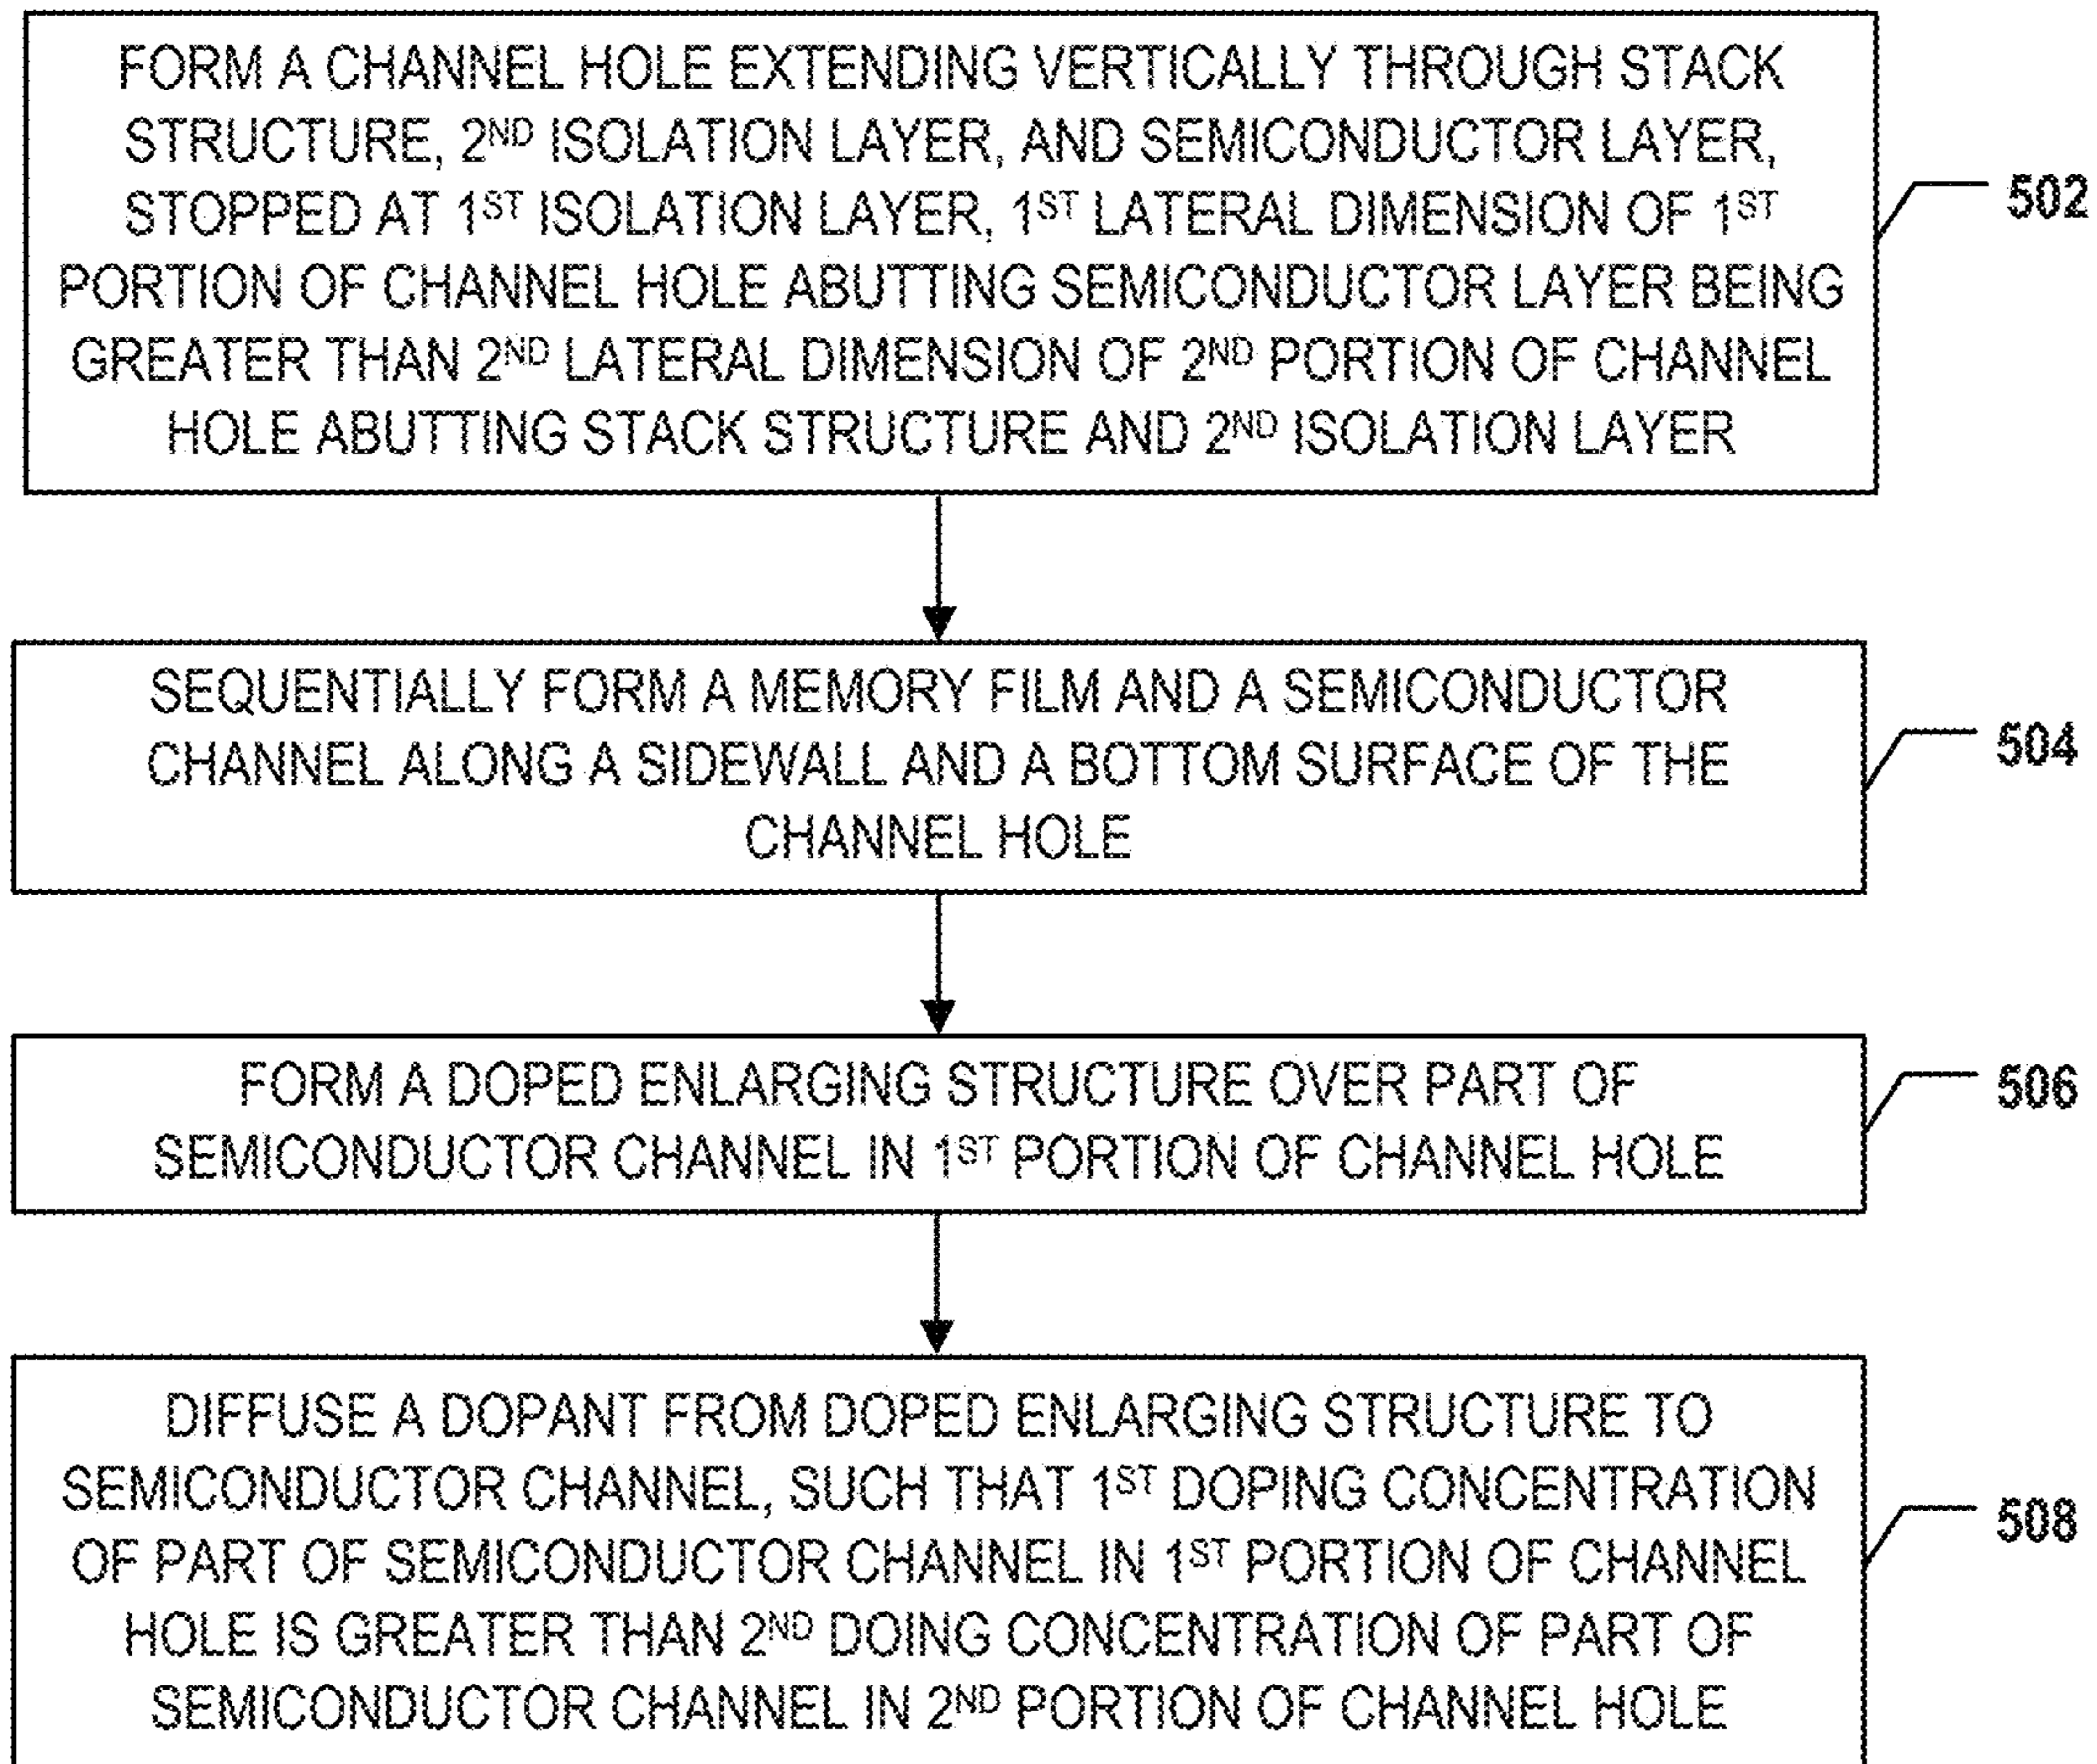 FORM A CHANNEL HOLE EXTENDING VERTICALLY THROUGH STACK
STRUCTURE, 2ND ISOLATION LAYER, AND SEMICONDUCTOR LAYER,
STOPPED AT 1ST ISOLATION LAYER, 1ST LATERAL DIMENSION OF 1ST
PORTION OF CHANNEL HOLE ABUTTING SEMICONDUCTOR LAYER BEING
GREATER THAN 2ND LATERAL DIMENSION OF 2ND PORTION OF CHANNEL
HOLE ABUTTING STACK STRUCTURE AND 2ND ISOLATION LAYER
502
SEQUENTIALLY FORM A MEMORY FILM AND A SEMICONDUCTOR
CHANNEL ALONG A SIDEWALL AND A BOTTOM SURFACE OF THE
CHANNEL HOLE
504
FORM A DOPED ENLARGING STRUCTURE OVER PART OF
SEMICONDUCTOR CHANNEL IN 1ST PORTION OF CHANNEL HOLE
506
DIFFUSE A DOPANT FROM DOPED ENLARGING STRUCTURE TO
SEMICONDUCTOR CHANNEL, SUCH THAT 1ST DOPING CONCENTRATION
OF PART OF SEMICONDUCTOR CHANNEL IN 1ST PORTION OF CHANNEL
HOLE IS GREATER THAN 2ND DOING CONCENTRATION OF PART OF
SEMICONDUCTOR CHANNEL IN 2ND PORTION OF CHANNEL HOLE
508